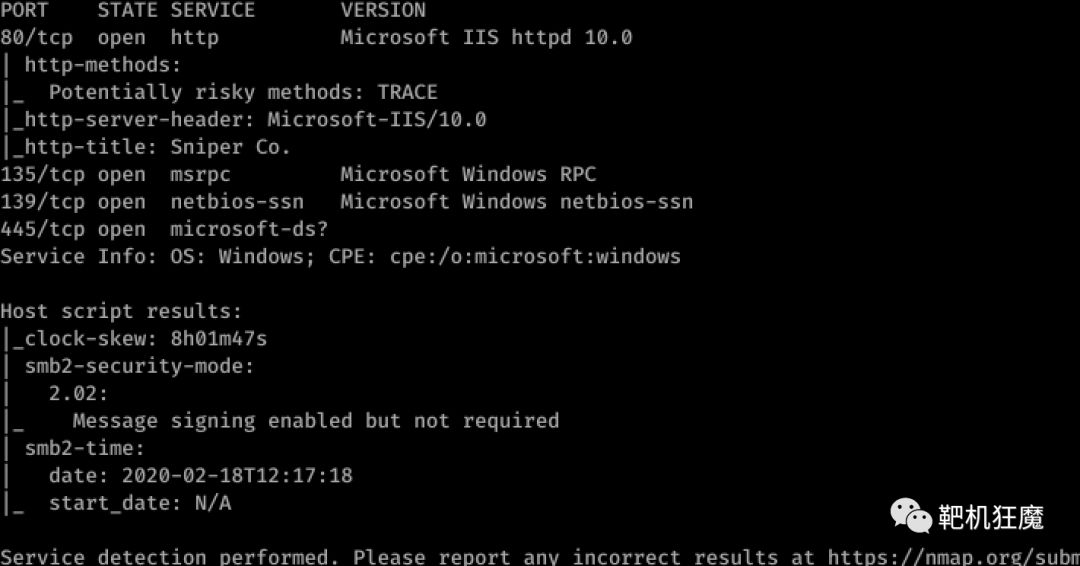 PORT    STATE SERVICE       VERSION
80/tcp  open  http          Microsoft IIS httpd 10.0
| http-methods:
|_  Potentially risky methods: TRACE
|_http-server-header: Microsoft-IIS/10.0
|_http-title: Sniper Co.
135/tcp open  msrpc         Microsoft Windows RPC
139/tcp open  netbios-ssn   Microsoft Windows netbios-ssn
445/tcp open  microsoft-ds?
Service Info: OS: Windows; CPE: cpe:/o:microsoft:windows

Host script results:
|_clock-skew: 8h01m47s
| smb2-security-mode:
|   2.02:
|_    Message signing enabled but not required
| smb2-time:
|   date: 2020-02-18T12:17:18
|_  start_date: N/A
靶机狂魔
Service detection performed. Please report any incorrect results at https://nmap.org/subm